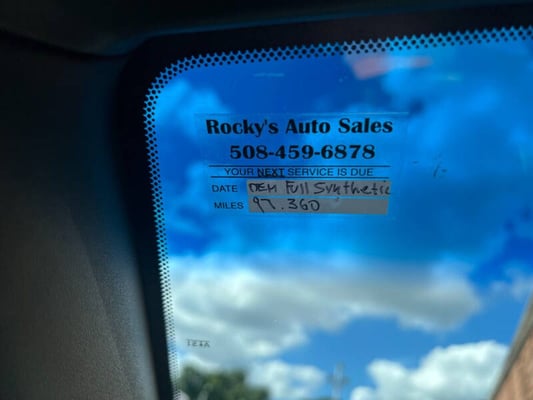 Rocky's Auto Sales
508-459-6878
YOUR NEXT SERVICE IS DUE
DATE OEM Full Synthetic
MILES 97.360